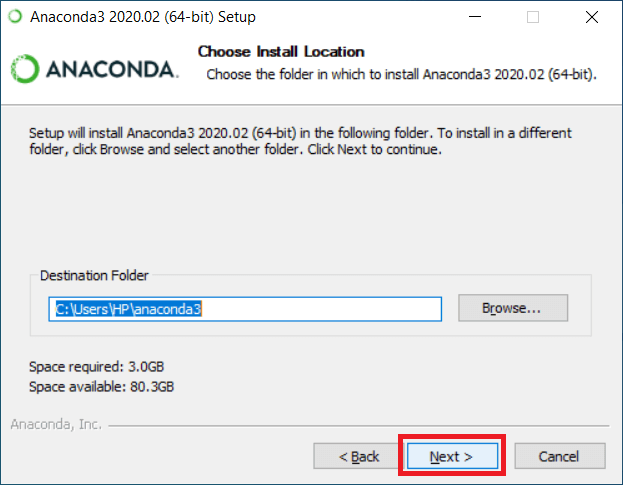 Anaconda3 2020.02 (64-bit) Setup
Choose Install Location
Choose the folder in which to install Anaconda3 2020.02 (64-bit).
ANACONDA.
Setup will install Anaconda3 2020.02 (64-bit) in the following folder. To install in a different
folder, click Browse and select another folder. Click Next to continue.
Destination Folder
C:\Users\HP\anaconda3
Browse...
Space required: 3.0GB
Space available: 80.3GB
Anaconda, Inc.
< Back
Next >
Cancel